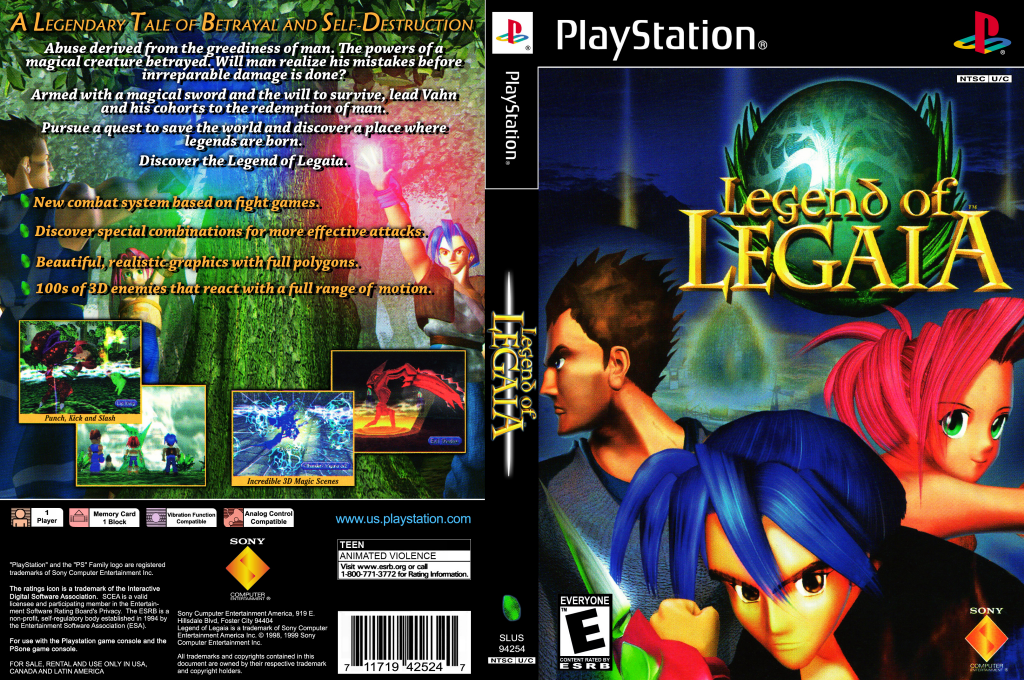 A Legendary Tale of Betrayal and Self-Destruction
Abuse derived from the greediness of man. The powers of a
magical creature betrayed. Will man realize his mistakes before
inrreparable damage is done?
Armed with a magical sword and the will to survive, lead Vahn
and his cohorts to the redemption of man.
Pursue a quest to save the world and discover a place where
legends are born.
Discover the Legend of Legaia.
New combat system based on fight games.
Discover special combinations for more effective attacks.
Beautiful, realistic graphics with full polygons.
100s of 3D enemies that react with a full range of motion.
Punch, Kick and Slash
Incredible 3D Magic Scenes
1
Player
Memory Card
1 Block
Vibration Function
Compatible
Analog Control
Compatible
www.us.playstation.com
"PlayStation" and the "PS" Family logo are registered
trademarks of Sony Computer Entertainment Inc.
The ratings icon is a trademark of the Interactive
Digital Software Association. SCEA is a valid
licensee and participating member in the Entertain-
ment Software Rating Board's Privacy. The ESRB is a
non-profit, self-regulatory body established in 1994 by
the Entertainment Software Association (ESA).
For use with the Playstation game console and the
PSone game console.
FOR SALE, RENTAL AND USE ONLY IN USA,
CANADA AND LATIN AMERICA
SONY
COMPUTER
ENTERTAINMENT ®
Sony Computer Entertainment America, 919 E.
Hillsdale Blvd, Foster City 94404
Legend of Legaia is a trademark of Sony Computer
Entertainment America Inc. © 1998, 1999 Sony
Computer Entertainment Inc.
All trademarks and copyrights contained in this
document are owned by their respective trademark
and copyright holders.
TEEN
ANIMATED VIOLENCE
Visit www.esrb.org or call
1-800-771-3772 for Rating Information.
7 11719 42524 7
PlayStation®
Legend of
LEGAIA
SLUS
94254
NTSC U/C
PlayStation®
NTSC U/C
Legend of
LEGAIA™
EVERYONE
E
CONTENT RATED BY
ESRB
SONY
COMPUTER
ENTERTAINMENT ®